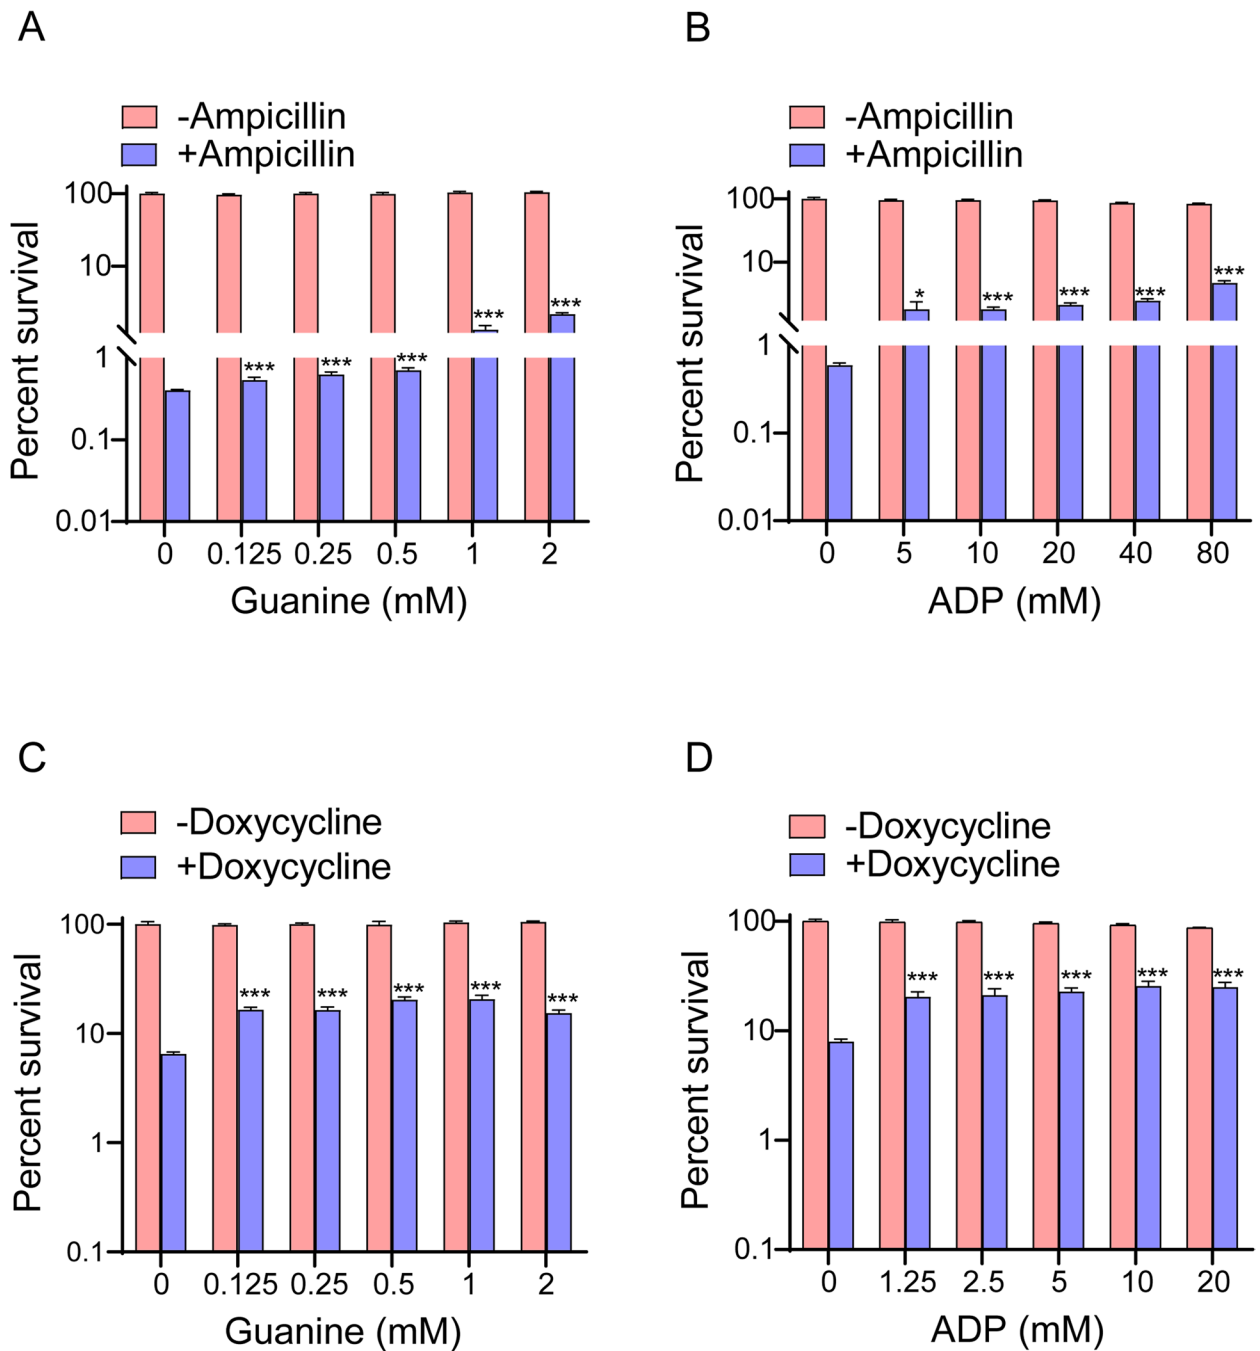 A
-Ampicillin
+Ampicillin
Percent survival
100
10
1
0.1
0.01
*** *** *** *** ***
0 0.125 0.25 0.5 1 2
Guanine (mM)
B
-Ampicillin
+Ampicillin
Percent survival
100
10
1
0.1
0.01
* *** *** *** ***
0 5 10 20 40 80
ADP (mM)
C
-Doxycycline
+Doxycycline
Percent survival
100
10
1
0.1
*** *** *** *** ***
0 0.125 0.25 0.5 1 2
Guanine (mM)
D
-Doxycycline
+Doxycycline
Percent survival
100
10
1
0.1
*** *** *** *** ***
0 1.25 2.5 5 10 20
ADP (mM)